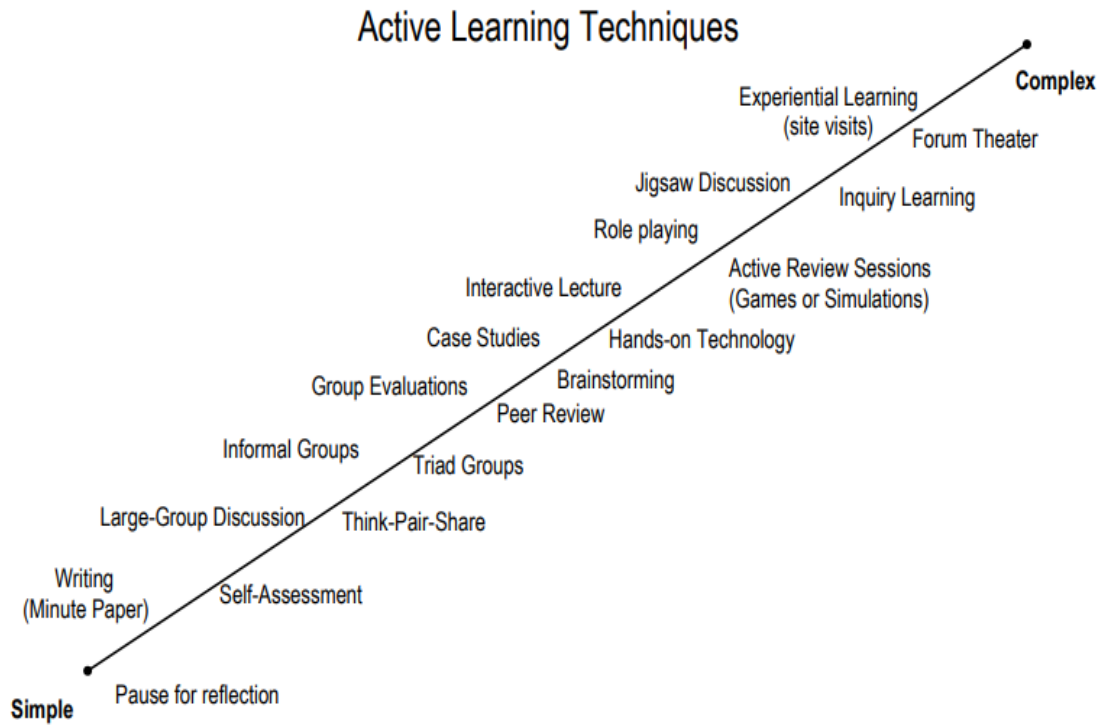 Active Learning Techniques
Complex
Experiential Learning
(site visits)
Forum Theater
Jigsaw Discussion
Inquiry Learning
Role playing
Active Review Sessions
(Games or Simulations)
Interactive Lecture
Case Studies
Hands-on Technology
Group Evaluations
Brainstorming
Peer Review
Informal Groups
Triad Groups
Large-Group Discussion
Think-Pair-Share
Writing
(Minute Paper)
Self-Assessment
Pause for reflection
Simple